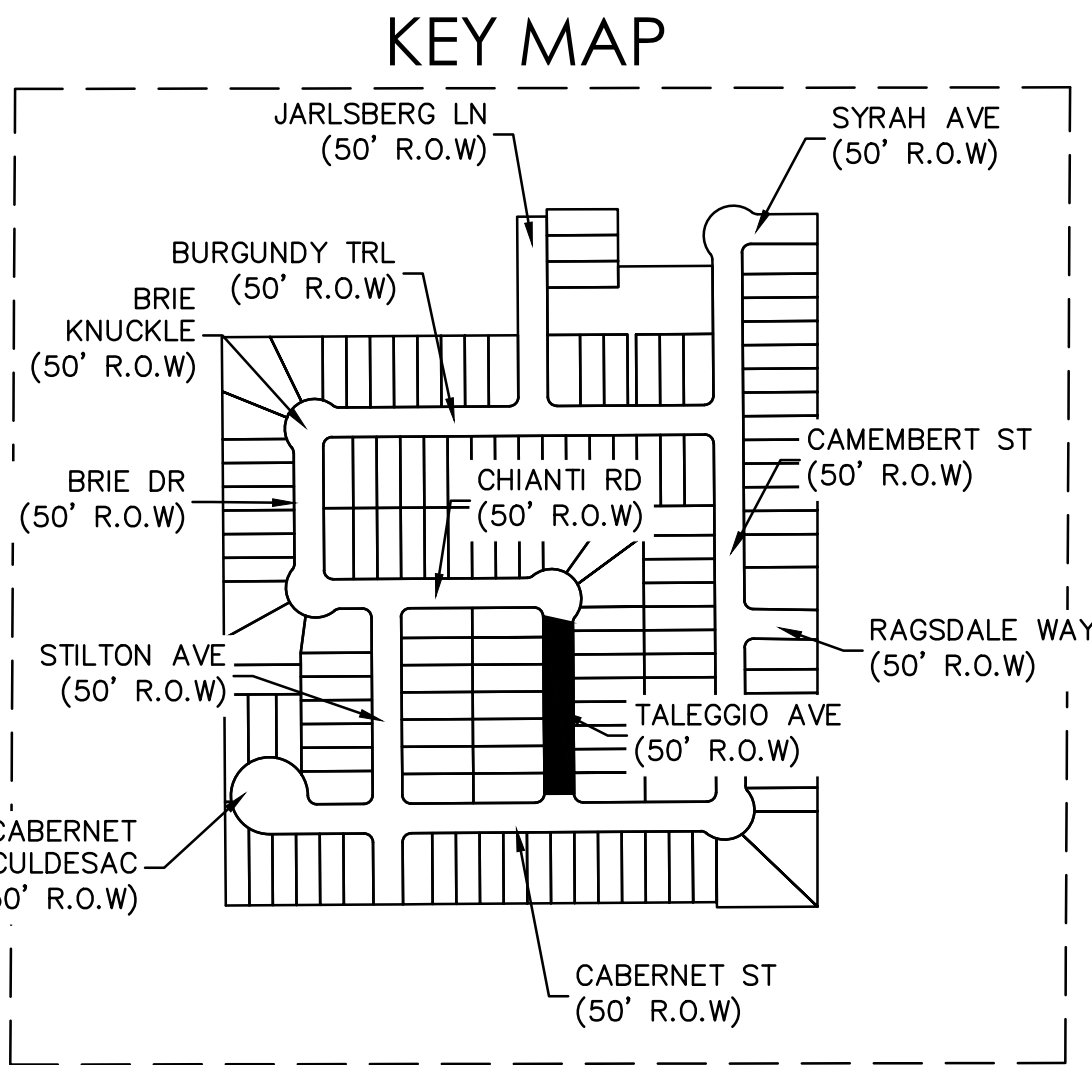 KEY MAP
JARLSBERG LN
(50' R.O.W)
SYRAH AVE
(50' R.O.W)
BURGUNDY TRL
(50' R.O.W)
BRIE
KNUCKLE
(50' R.O.W)
CAMEMBERT ST
(50' R.O.W)
BRIE DR
(50' R.O.W)
CHIANTI RD
(50' R.O.W)
RAGSDALE WAY
(50' R.O.W)
STILTON AVE
(50' R.O.W)
TALEGGIO AVE
(50' R.O.W)
CABERNET
CULDESAC
50' R.O.W)
CABERNET ST
(50' R.O.W)